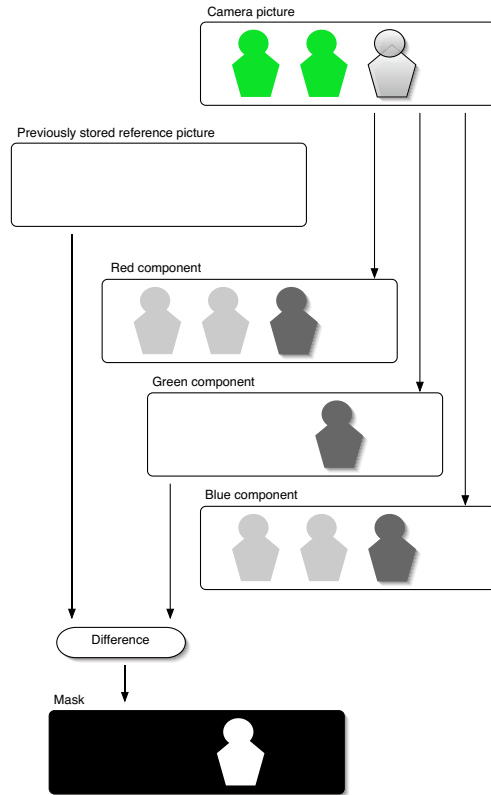 Camera picture
Previously stored reference picture
Red component
Green component
Blue component
Difference
Mask